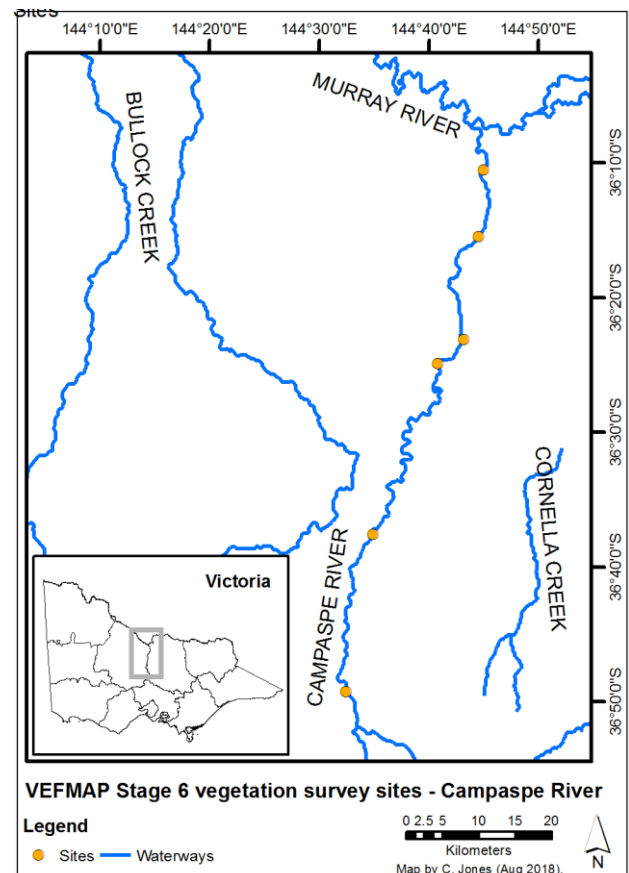 Sites
144°10'0"E 144°20'0"E 144°30'0"E 144°40'0"E 144°50'0"E
MURRAY RIVER
BULLOCK CREEK
36°10'0"S
36°20'0"S
36°30'0"S
CORNELLA CREEK
CAMPASPE RIVER
36°40'0"S
36°50'0"S
Victoria
VEFMAP Stage 6 vegetation survey sites - Campaspe River
Legend
Sites Waterways
0 2.5 5 10 15 20
Kilometers
Map by C. Jones (Aug 2018).
N